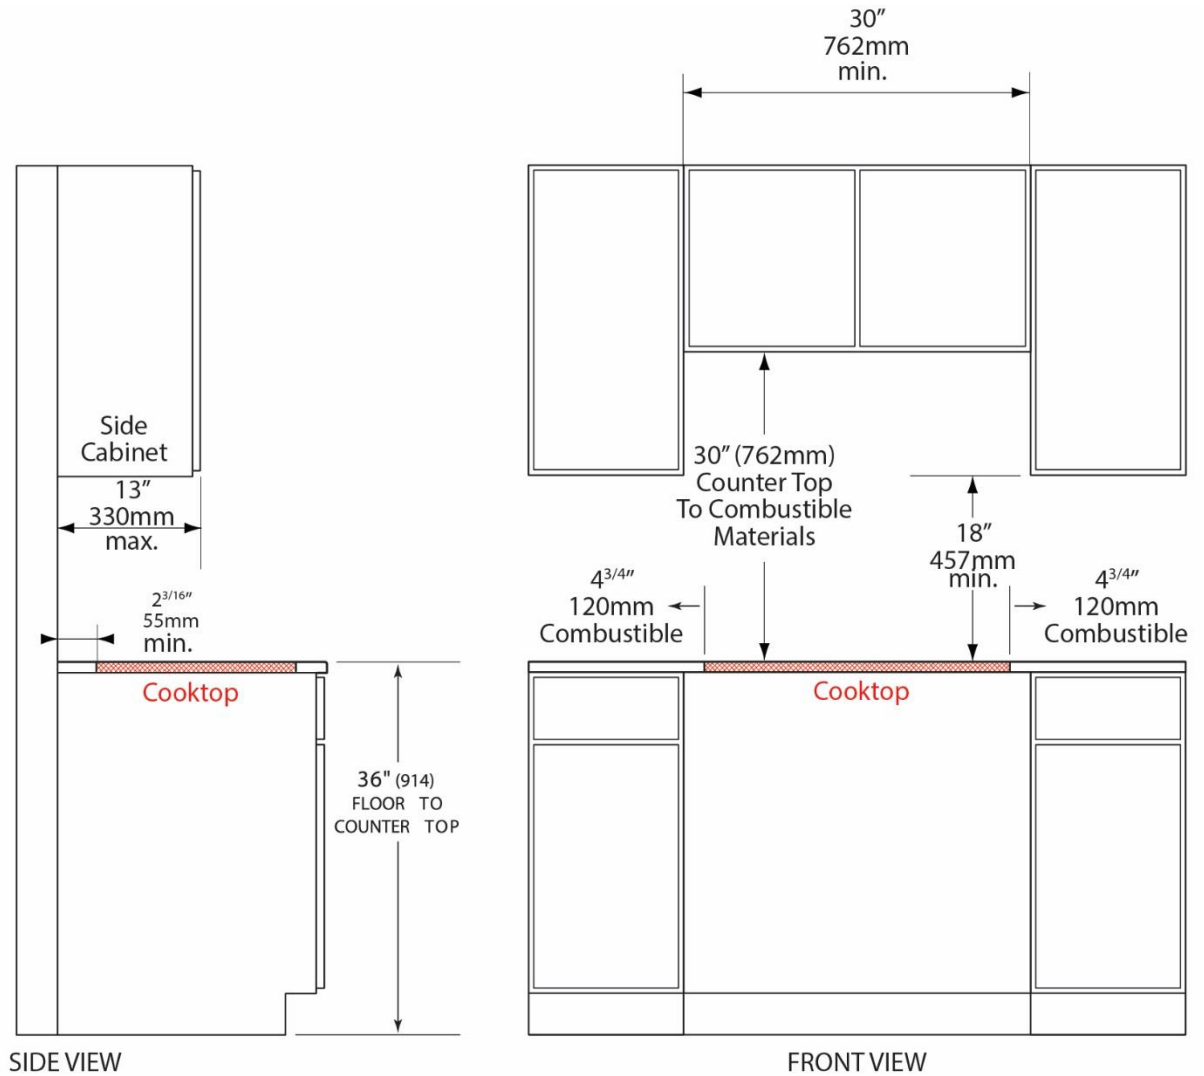 30″
762mm
min.
Side
Cabinet
13″
330mm
max.
2 3/16″
55mm
min.
Cooktop
36" (914)
FLOOR TO
COUNTER TOP
SIDE VIEW
30″ (762mm)
Counter Top
To Combustible
Materials
18″
457mm
min.
4 3/4″
120mm
Combustible
4 3/4″
120mm
Combustible
Cooktop
FRONT VIEW